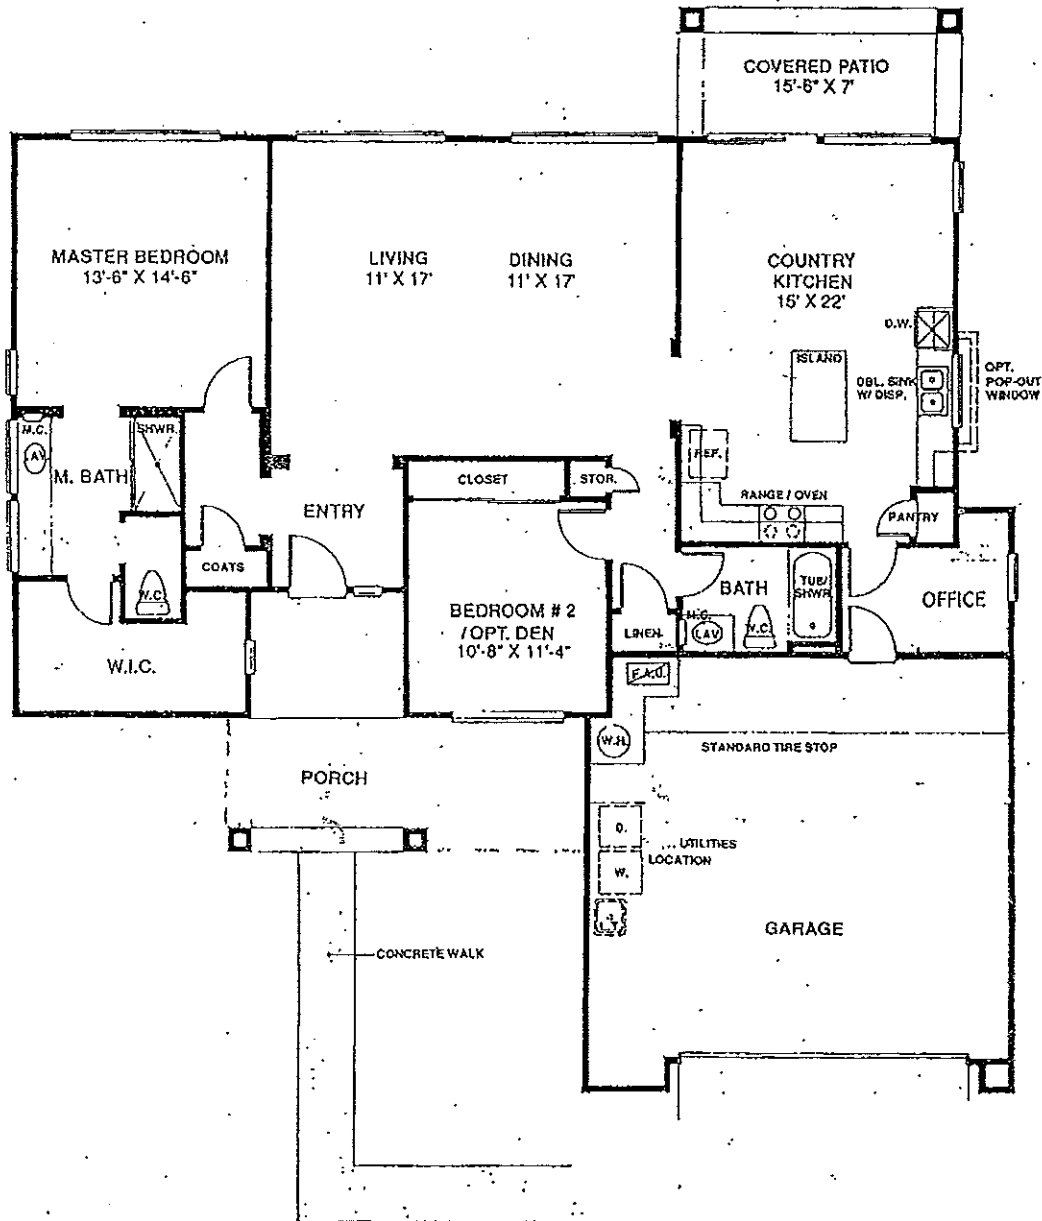 COVERED PATIO
15'-6" X 7'
MASTER BEDROOM
13'-6" X 14'-6"
LIVING
11' X 17'
DINING
11' X 17'
COUNTRY
KITCHEN
15' X 22'
D.W.
ISLAND
DBL. SINK
W/ DISP.
OPT.
POP-OUT
WINDOW
M.C.
LAV
SHWR.
M. BATH
REF.
CLOSET
STOR.
RANGE / OVEN
ENTRY
PANTRY
COATS
W.C.
BATH
TUB/
SHWR.
OFFICE
BEDROOM # 2
/OPT. DEN
10'-8" X 11'-4"
M.C.
LAV
W.C.
LINEN
W.I.C.
F.A.U.
W.H.
STANDARD TIRE STOP
PORCH
D.
UTILITIES
LOCATION
W.
L.T.
GARAGE
CONCRETE WALK